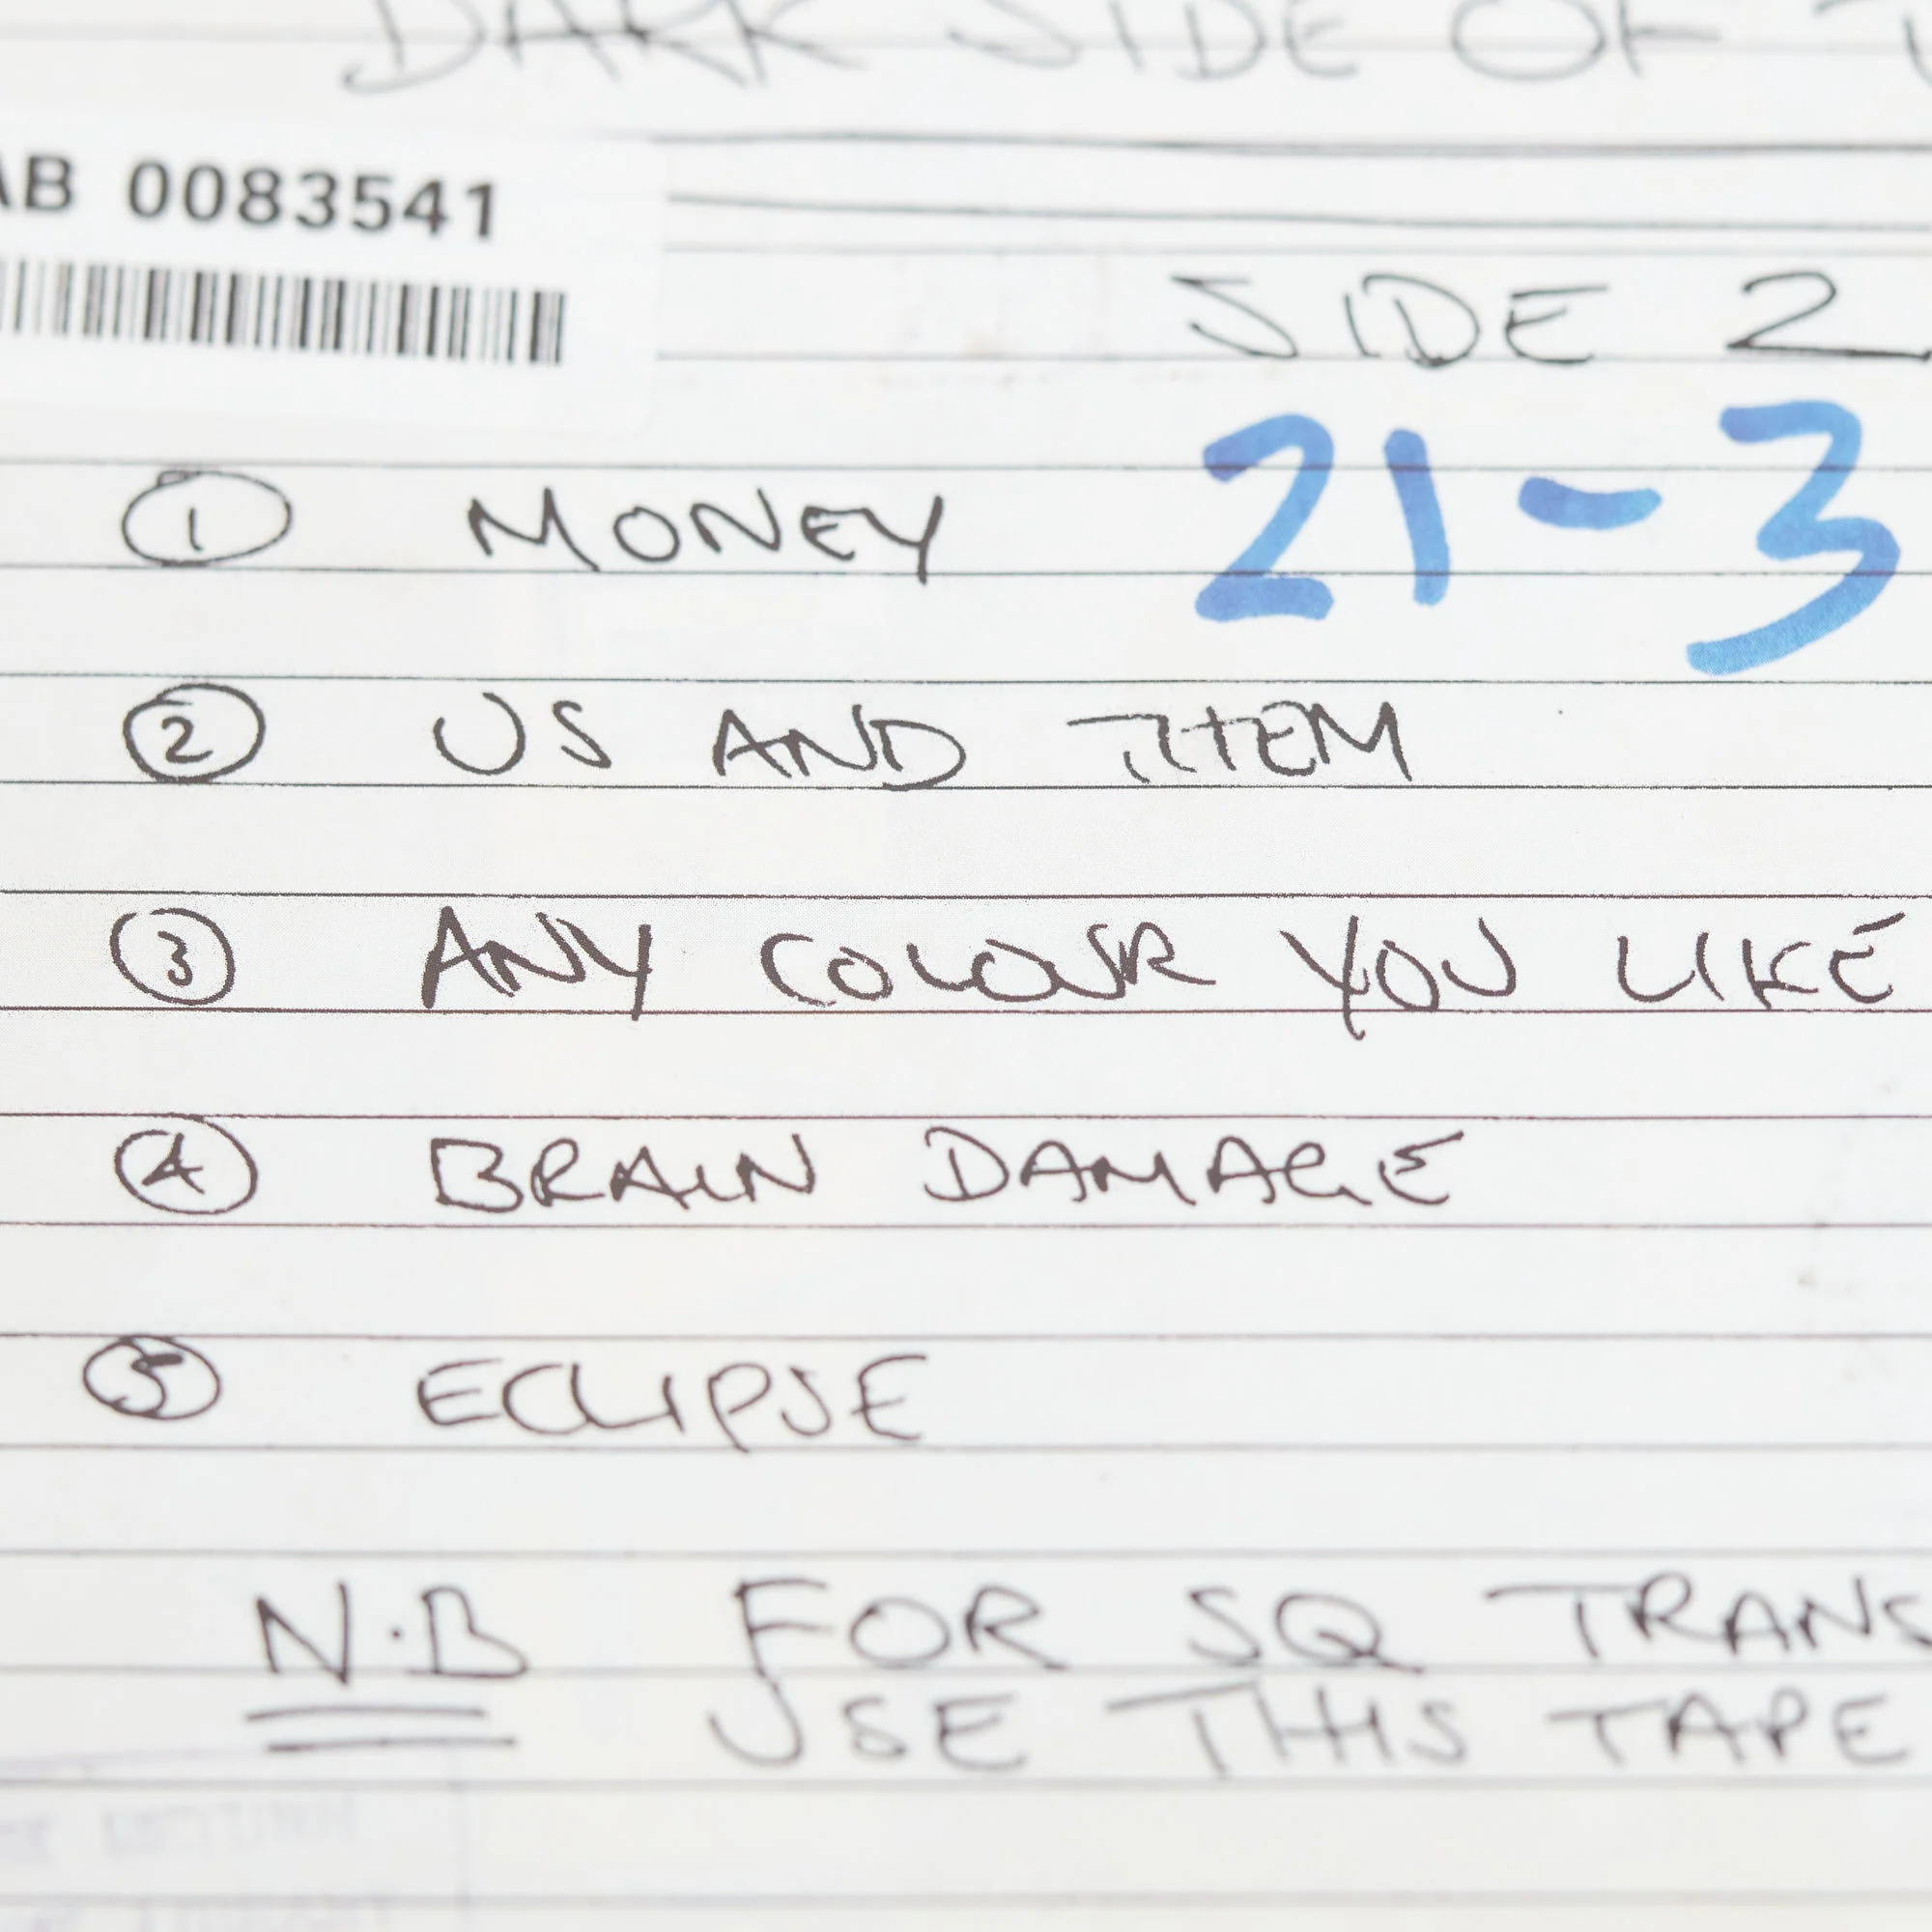 DARK SIDE OF
AB 0083541
SIDE 2
21-3
① MONEY
② US AND THEM
③ ANY COLOUR YOU LIKE
④ BRAIN DAMAGE
⑤ ECLIPSE
N.B FOR SQ TRANS
USE THIS TAPE